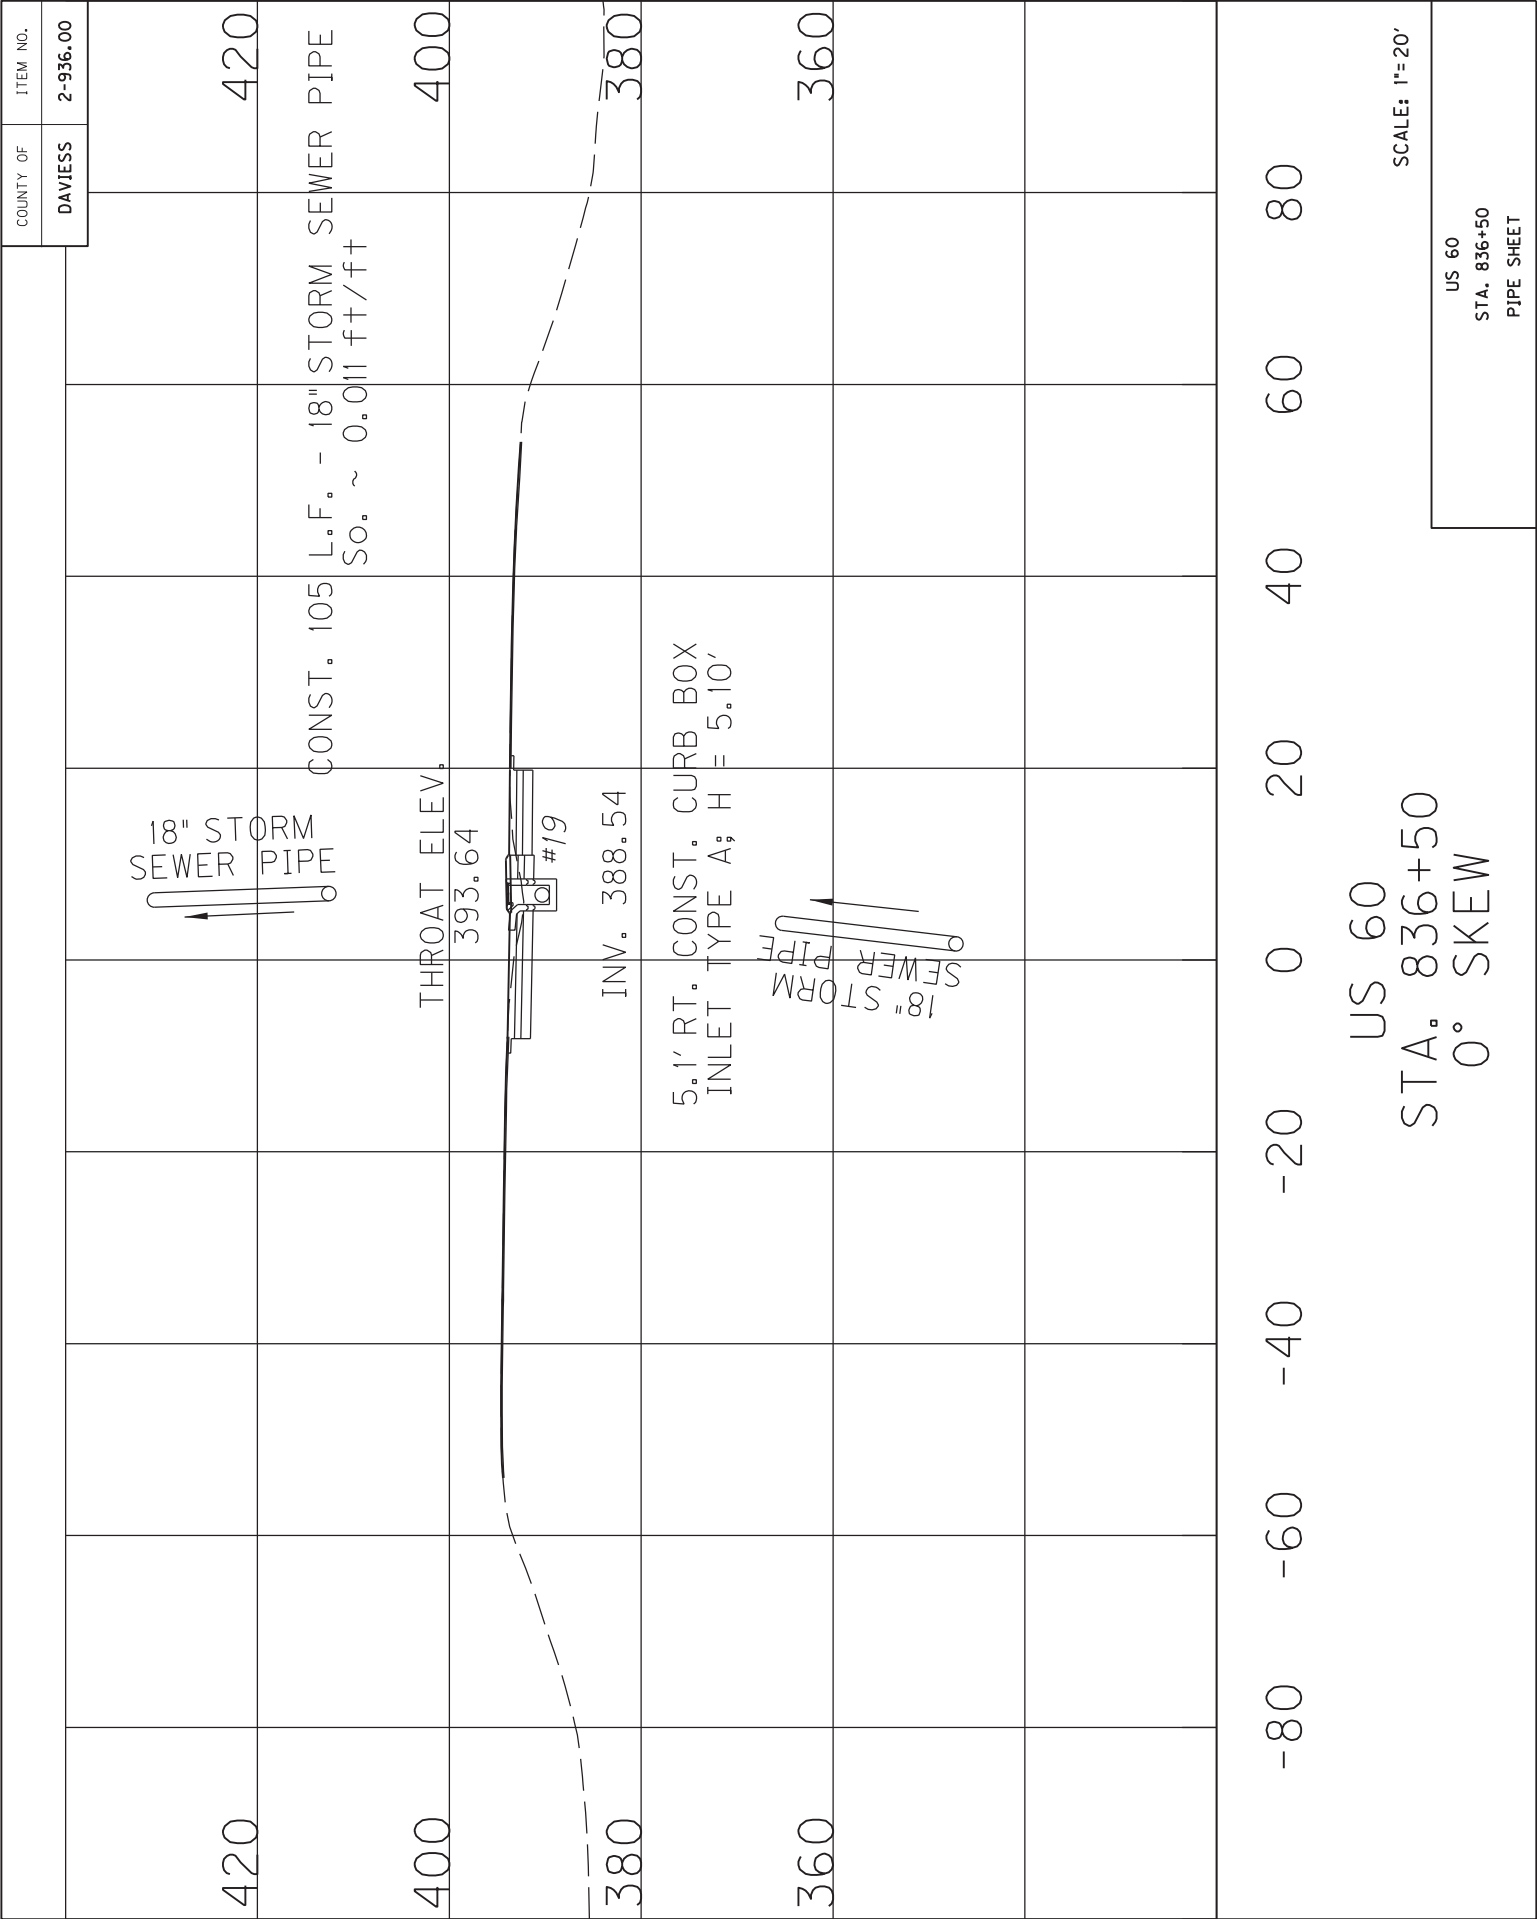 COUNTY OF
ITEM NO.
DAVIESS
2-936.00
420
420
400
400
380
380
360
360
18" STORM
SEWER PIPE
CONST. 105 L.F. - 18" STORM SEWER PIPE
So. ~ 0.011 ft/ft
THROAT ELEV.
393.64
#19
INV. 388.54
5.1' RT. CONST. CURB BOX
INLET TYPE A; H = 5.10'
18" STORM
SEWER PIPE
-80
-60
-40
-20
0
20
40
60
80
US 60
STA. 836+50
0° SKEW
SCALE: 1"=20'
US 60
STA. 836+50
PIPE SHEET